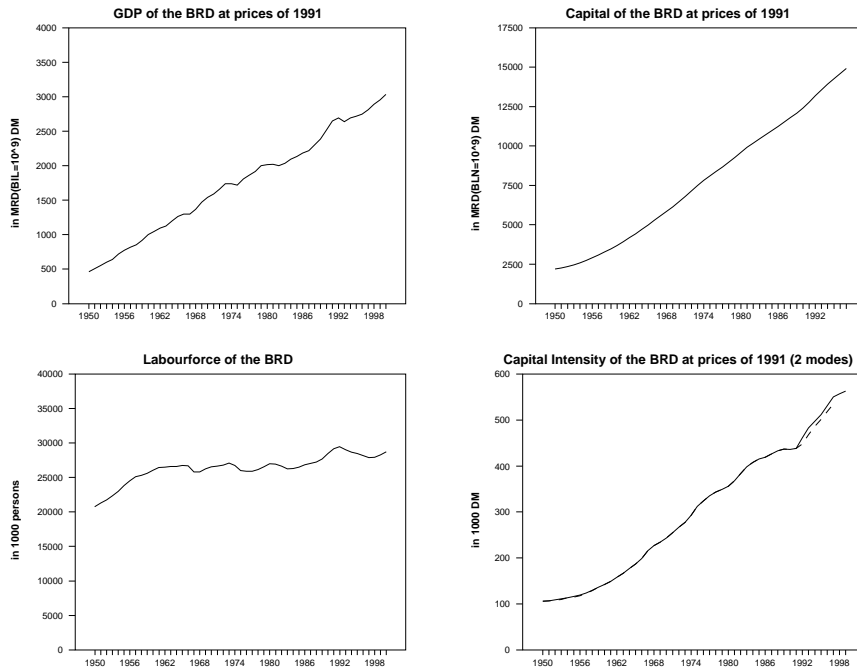 GDP of the BRD at prices of 1991
in MRD(BIL=10^9) DM
4000
3500
3000
2500
2000
1500
1000
500
0
1950 1956 1962 1968 1974 1980 1986 1992 1998
Capital of the BRD at prices of 1991
in MRD(BLN=10^9) DM
17500
15000
12500
10000
7500
5000
2500
0
1950 1956 1962 1968 1974 1980 1986 1992
Labourforce of the BRD
in 1000 persons
40000
35000
30000
25000
20000
15000
10000
5000
0
1950 1956 1962 1968 1974 1980 1986 1992 1998
Capital Intensity of the BRD at prices of 1991 (2 modes)
in 1000 DM
600
500
400
300
200
100
0
1950 1956 1962 1968 1974 1980 1986 1992 1998